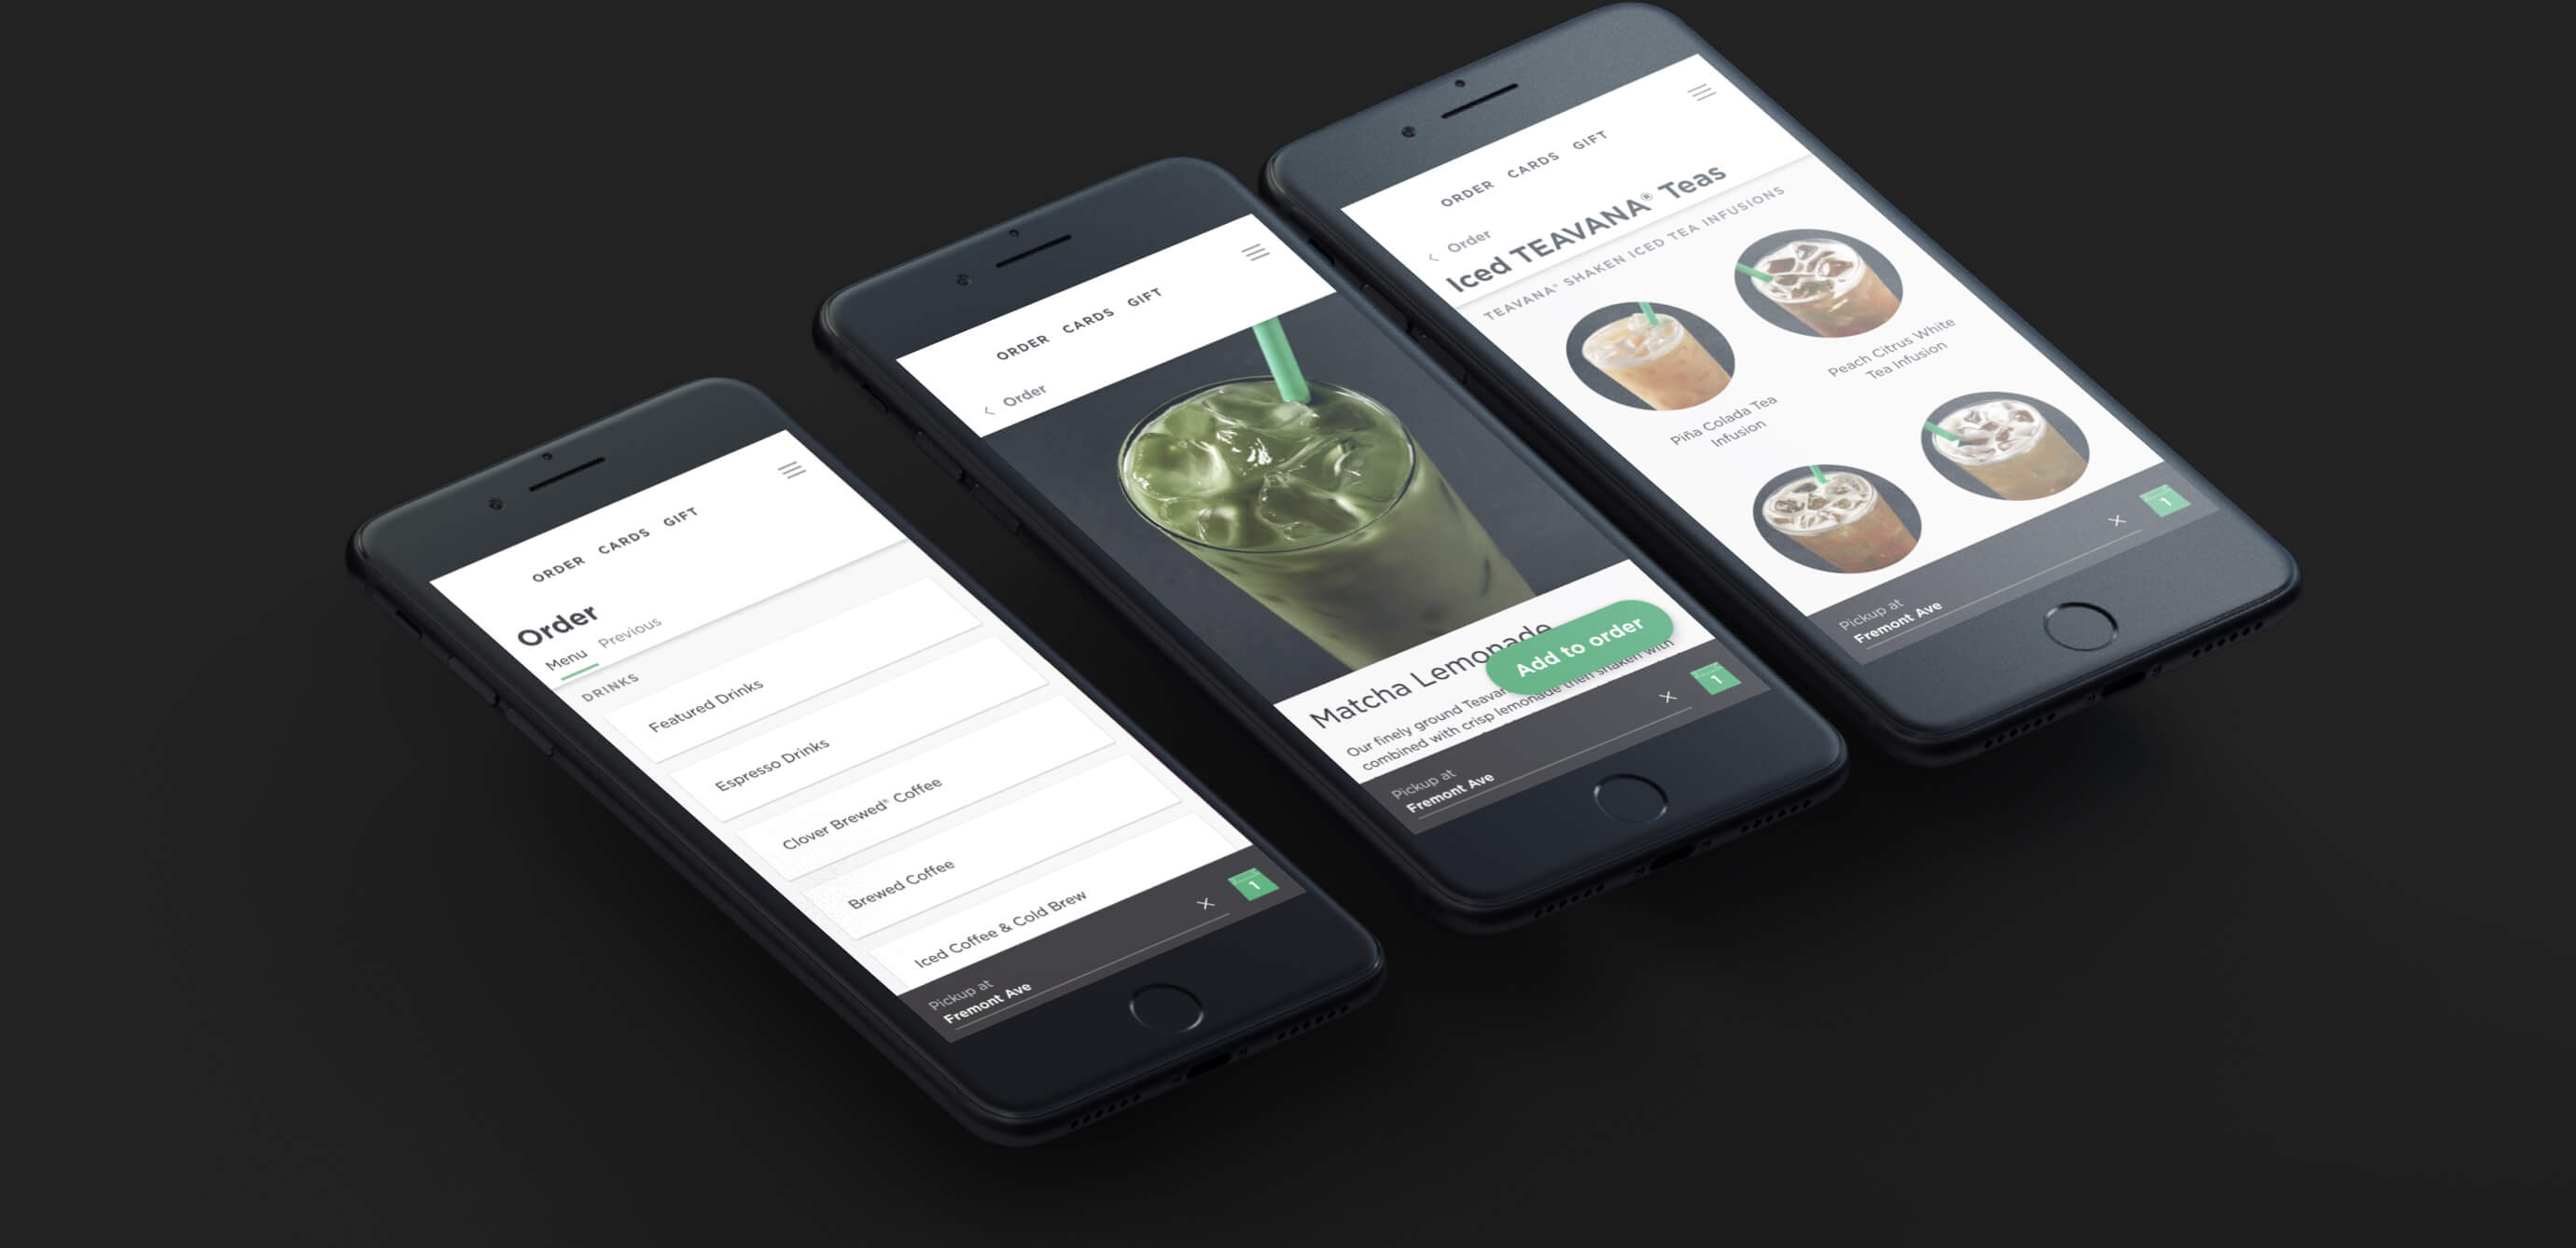 ORDER CARDS GIFT
Order
Menu Previous
DRINKS
Featured Drinks
Espresso Drinks
Clover Brewed® Coffee
Brewed Coffee
Iced Coffee & Cold Brew
Pickup at
Fremont Ave
1
ORDER CARDS GIFT
Order
Matcha Lemonade
Add to order
Our finely ground Teavan
combined with crisp lemonade then shaken with
Pickup at
Fremont Ave
1
ORDER CARDS GIFT
Order
Iced TEAVANA® Teas
TEAVANA® SHAKEN ICED TEA INFUSIONS
Piña Colada Tea
Infusion
Peach Citrus White
Tea Infusion
Pickup at
Fremont Ave
1